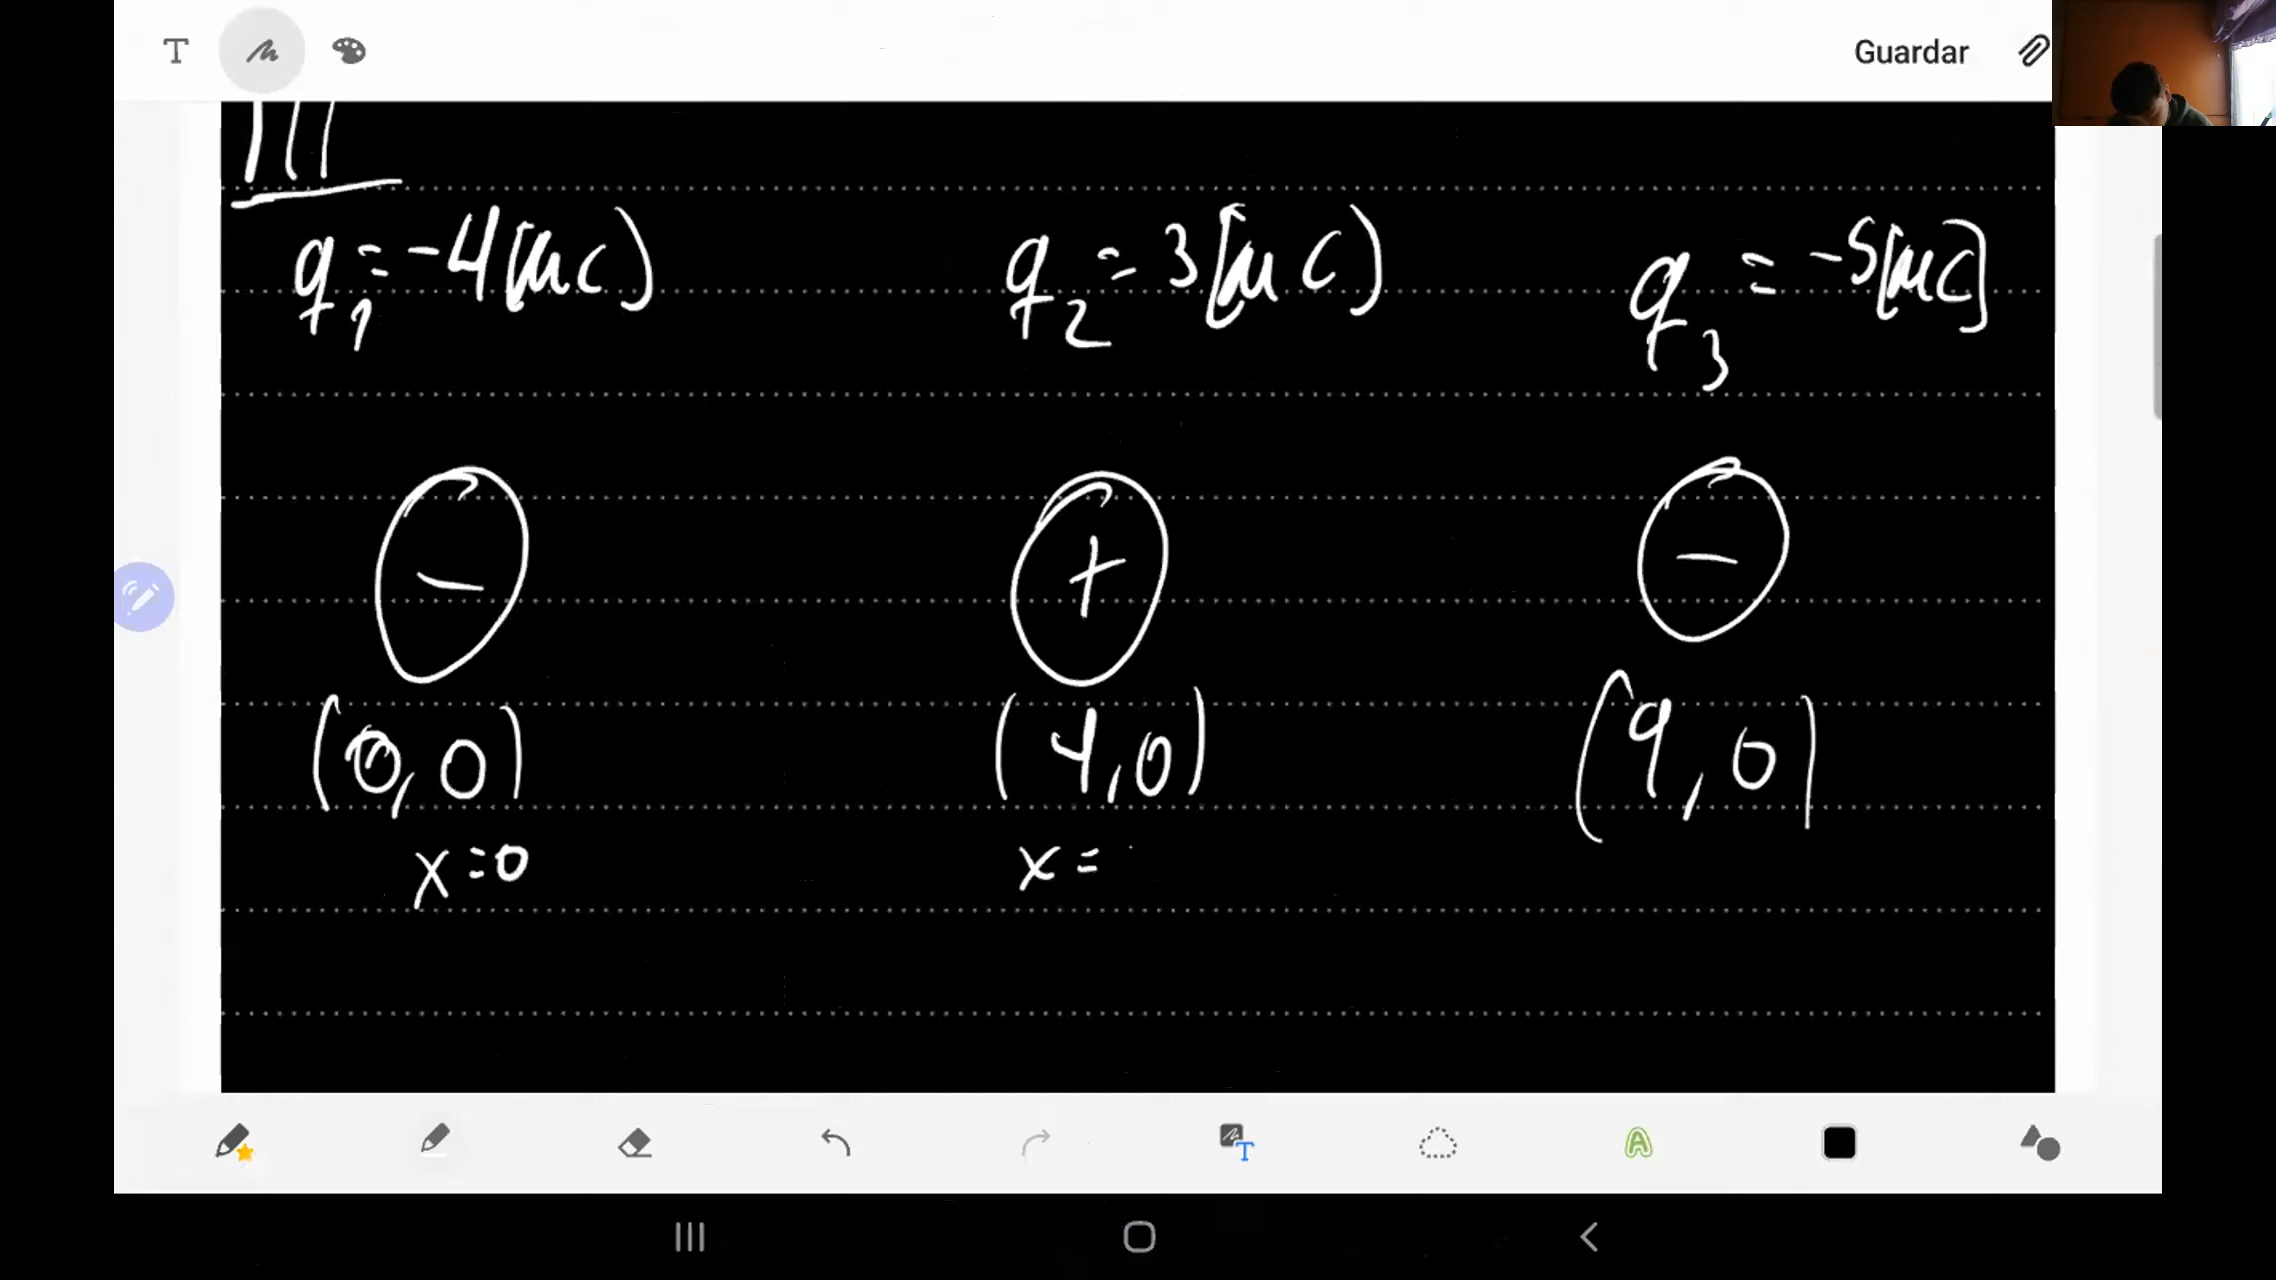 T Guardar
III
q₁ = -4[μC] q₂ = 3[μC] q₃ = -5[μC]
- + -
(0,0) (4,0) (9,0)
x=0 x=
T A